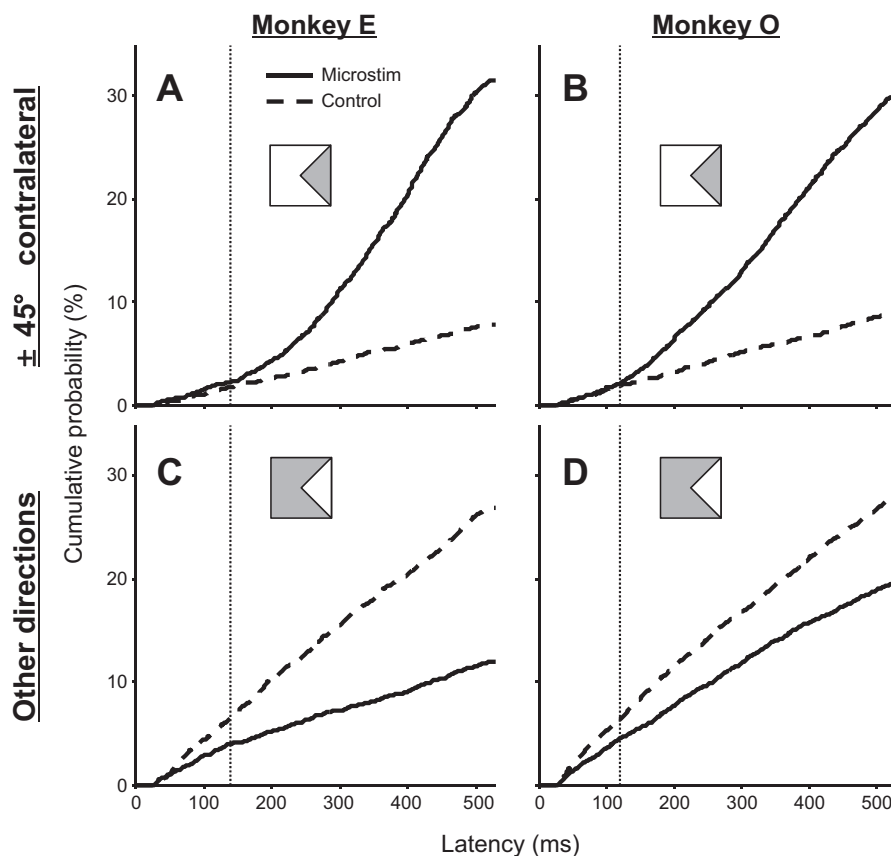 Monkey E
Monkey O
± 45° contralateral
Other directions
Cumulative probability (%)
A
Microstim
Control
B
30
20
10
0
C
D
30
20
10
0
0 100 200 300 400 500
0 100 200 300 400 500
Latency (ms)